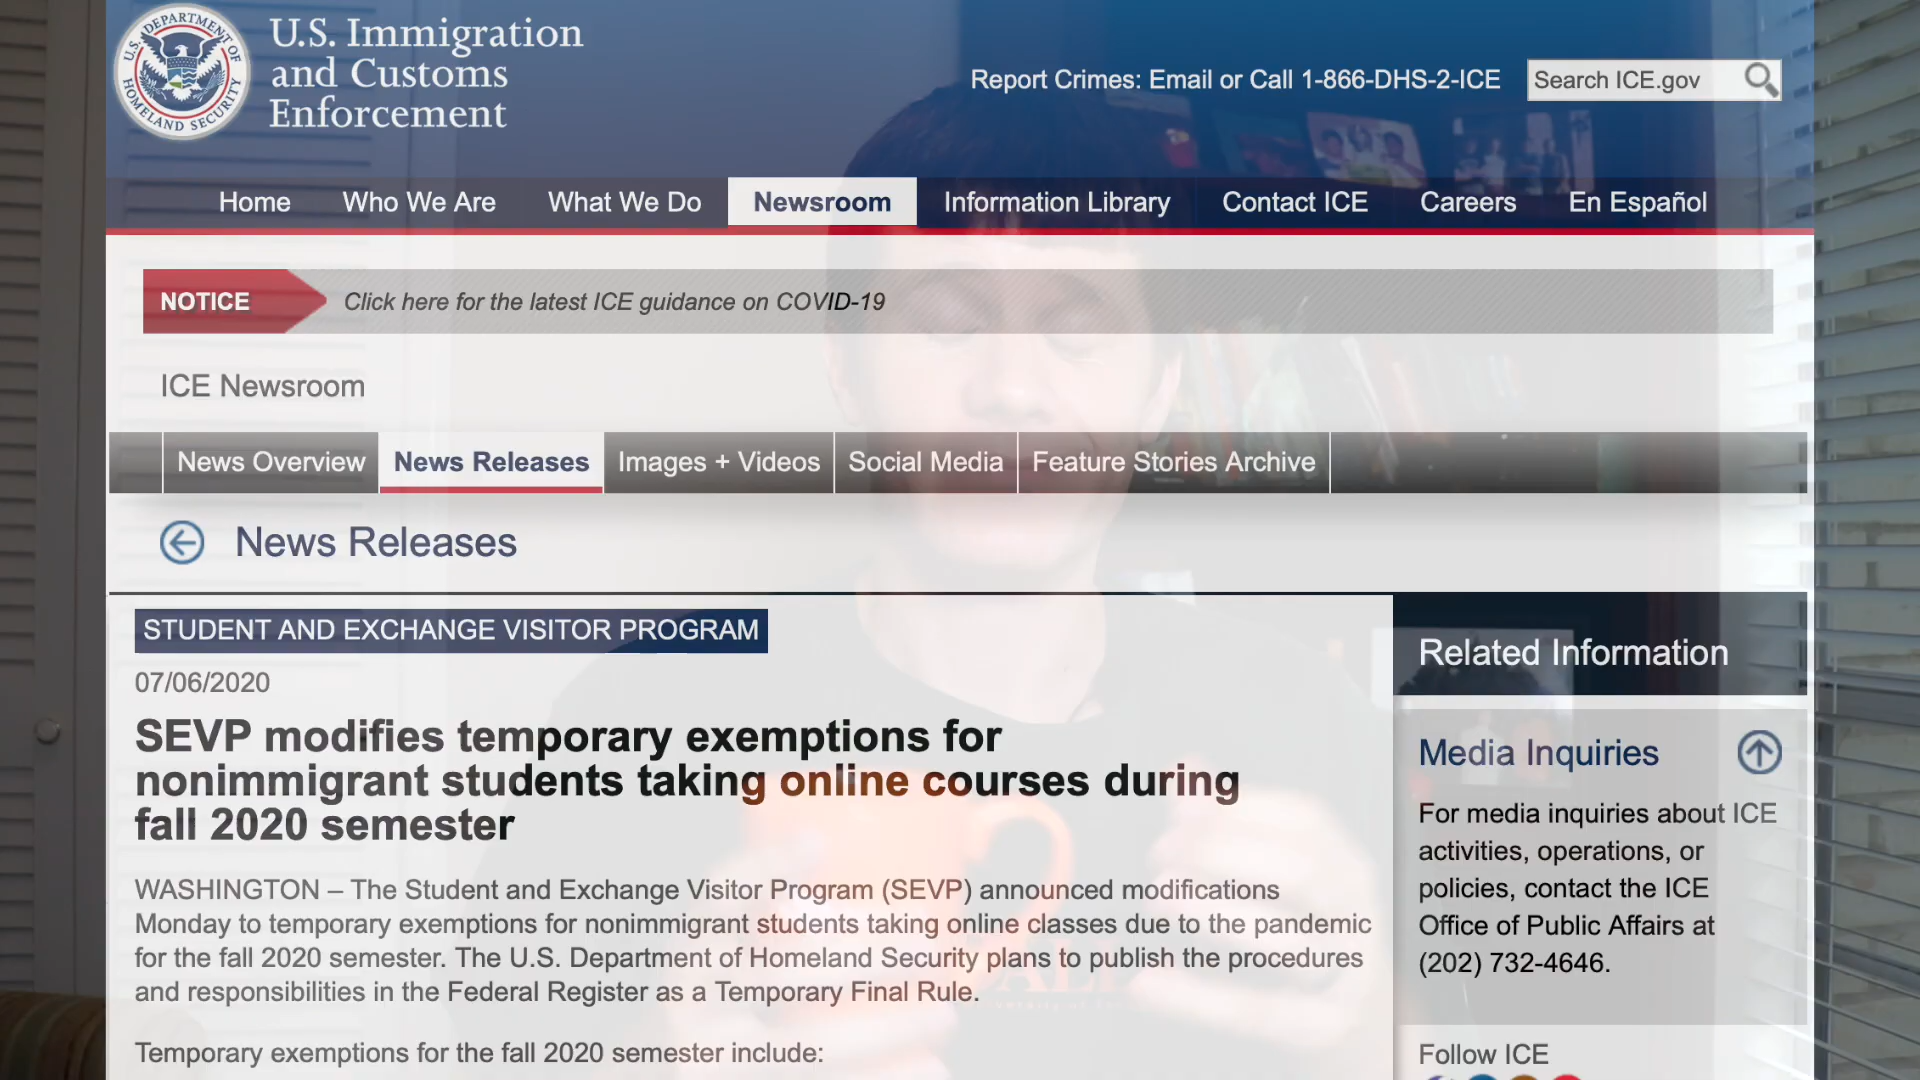 U.S. DEPARTMENT OF HOMELAND SECURITY
U.S. Immigration
and Customs
Enforcement
Report Crimes: Email or Call 1-866-DHS-2-ICE
Search ICE.gov
Home Who We Are What We Do Newsroom Information Library Contact ICE Careers En Español
NOTICE Click here for the latest ICE guidance on COVID-19
ICE Newsroom
News Overview News Releases Images + Videos Social Media Feature Stories Archive
News Releases
STUDENT AND EXCHANGE VISITOR PROGRAM
07/06/2020
SEVP modifies temporary exemptions for
nonimmigrant students taking online courses during
fall 2020 semester
WASHINGTON – The Student and Exchange Visitor Program (SEVP) announced modifications
Monday to temporary exemptions for nonimmigrant students taking online classes due to the pandemic
for the fall 2020 semester. The U.S. Department of Homeland Security plans to publish the procedures
and responsibilities in the Federal Register as a Temporary Final Rule.
Temporary exemptions for the fall 2020 semester include:
Related Information
Media Inquiries
For media inquiries about ICE
activities, operations, or
policies, contact the ICE
Office of Public Affairs at
(202) 732-4646.
Follow ICE